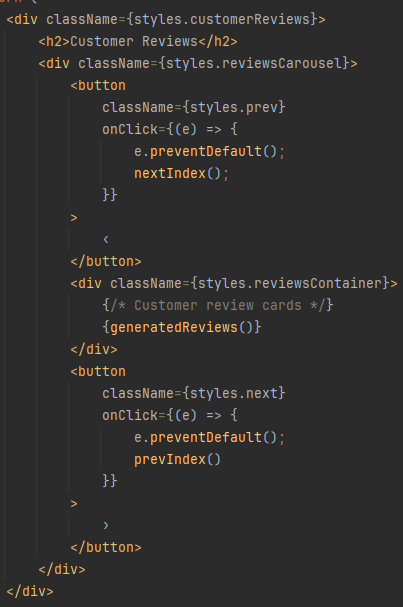 <div className={styles.customerReviews}>
<h2>Customer Reviews</h2>
<div className={styles.reviewsCarousel}>
<button
className={styles.prev}
onClick={(e) => {
e.preventDefault();
nextIndex();
}}
>
‹
</button>
<div className={styles.reviewsContainer}>
{/* Customer review cards */}
{generatedReviews()}
</div>
<button
className={styles.next}
onClick={(e) => {
e.preventDefault();
prevIndex()
}}
>
›
</button>
</div>
</div>